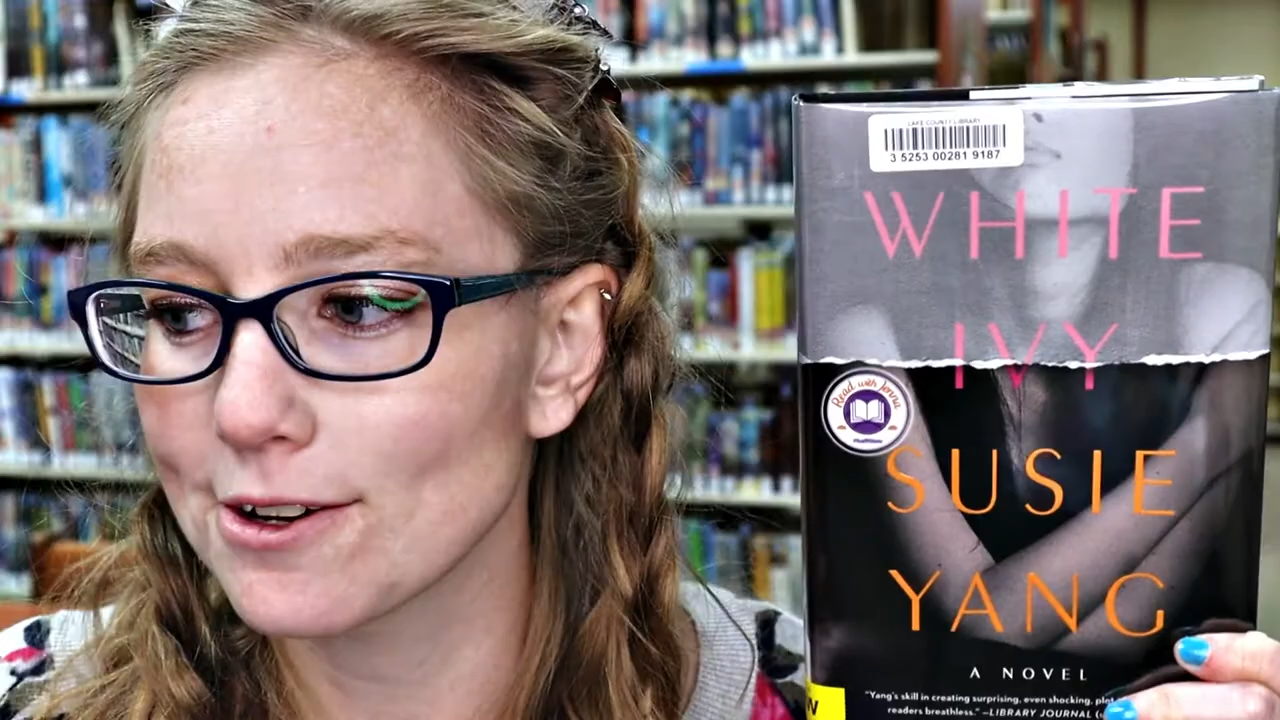 LAKE COUNTY LIBRARY
3 5253 00281 9187
WHITE
IVY
Read with Jenna
SUSIE
YANG
A NOVEL
"Yang's skill in creating surprising, even shocking, plot
readers breathless." —LIBRARY JOURNAL